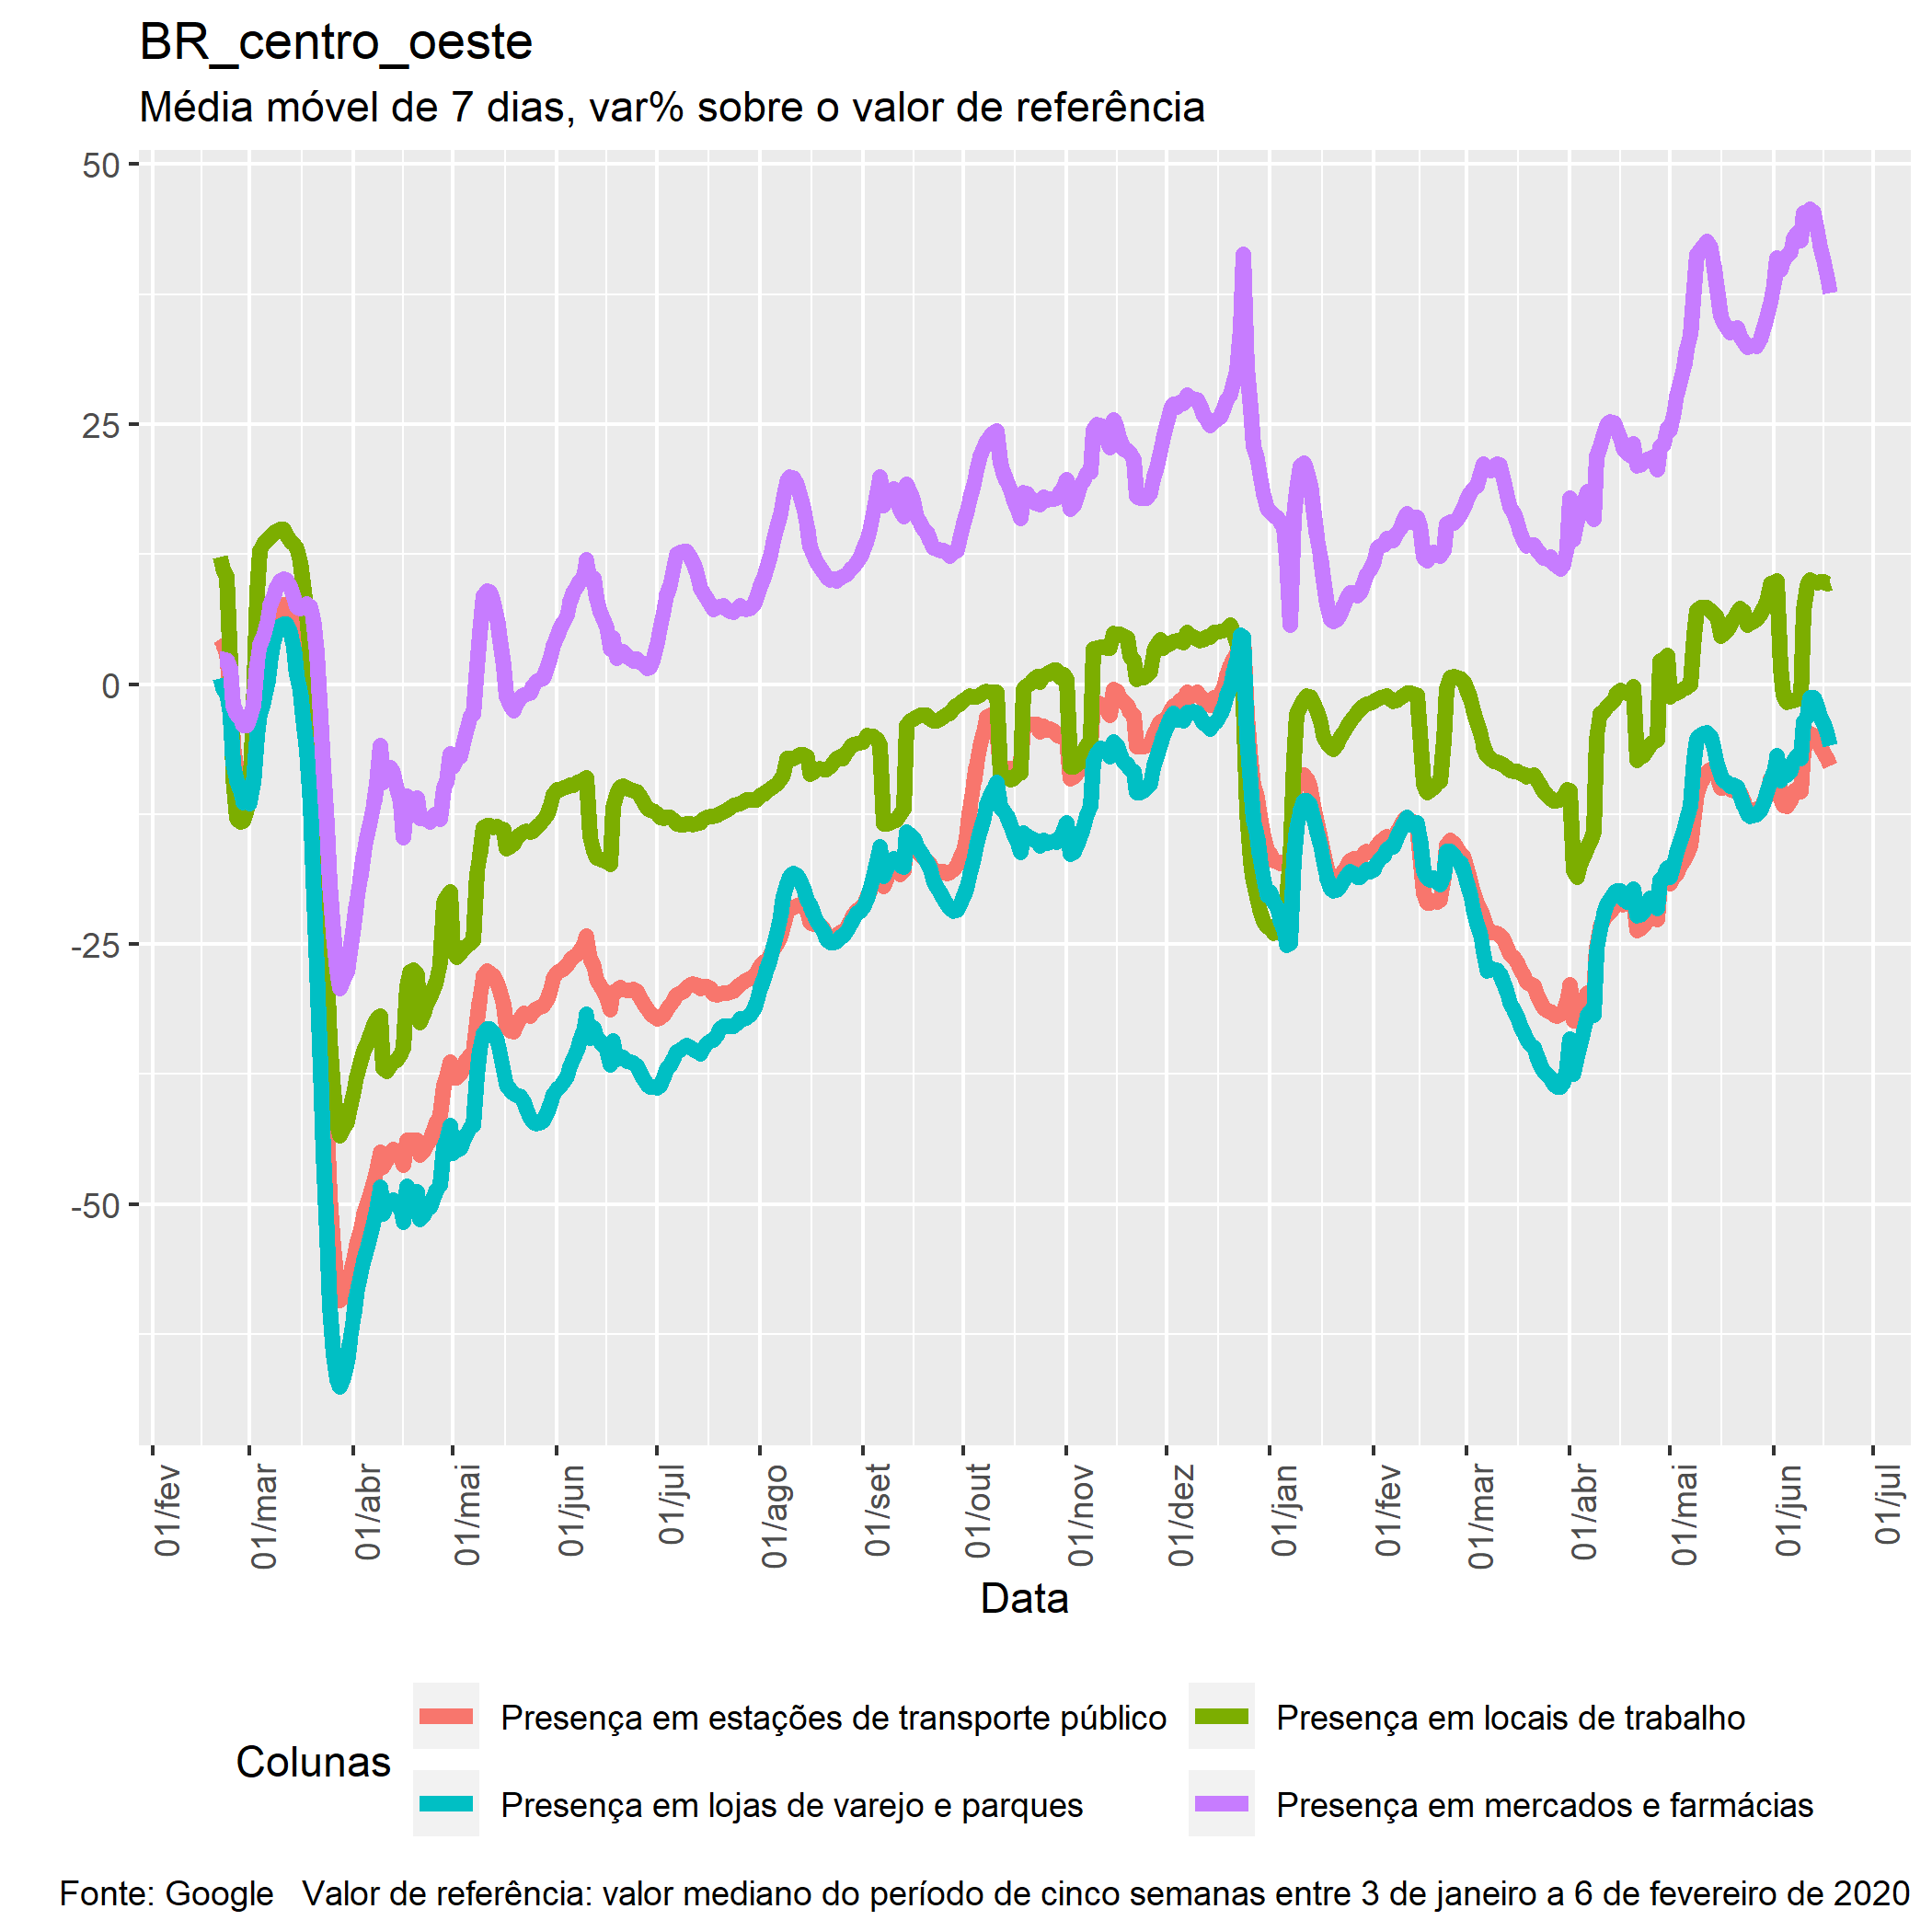 BR_centro_oeste
Média móvel de 7 dias, var% sobre o valor de referência
50
25
0
-25
-50
01/fev
01/mar
01/abr
01/mai
01/jun
01/jul
01/ago
01/set
01/out
01/nov
01/dez
01/jan
01/fev
01/mar
01/abr
01/mai
01/jun
01/jul
Data
Colunas
Presença em estações de transporte público
Presença em locais de trabalho
Presença em lojas de varejo e parques
Presença em mercados e farmácias
Fonte: Google   Valor de referência: valor mediano do período de cinco semanas entre 3 de janeiro a 6 de fevereiro de 2020